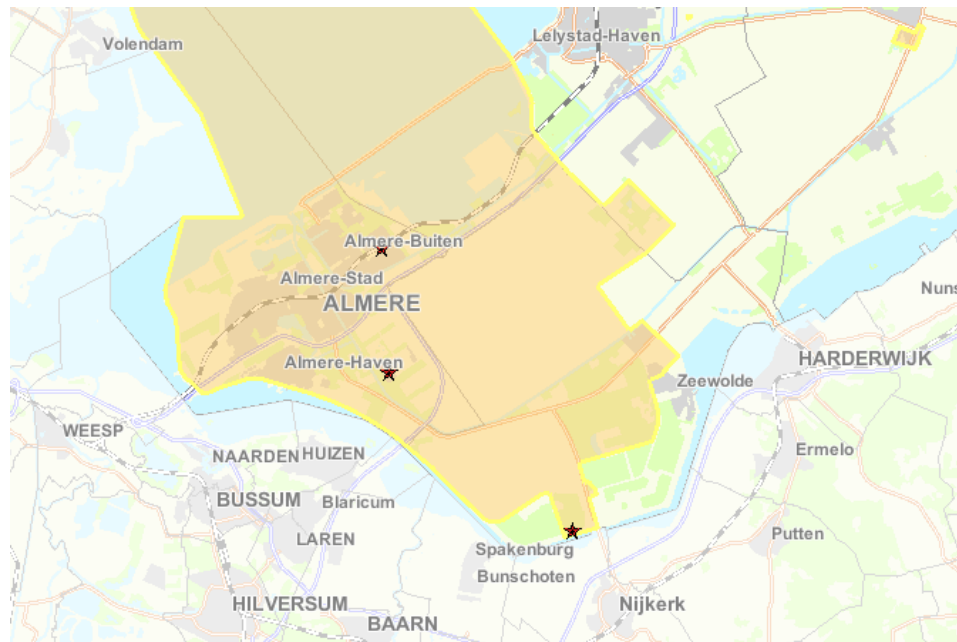 Volendam
Lelystad-Haven
Almere-Buiten
Almere-Stad
ALMERE
Nuns
Almere-Haven
HARDERWIJK
Zeewolde
WEESP
NAARDEN
HUIZEN
Ermelo
BUSSUM
Blaricum
LAREN
Putten
Spakenburg
Bunschoten
HILVERSUM
Nijkerk
BAARN